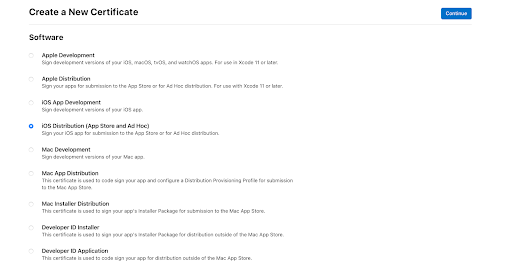 Create a New Certificate
Continue
Software
Apple Development
Sign development versions of your iOS, macOS, tvOS, and watchOS apps. For use in Xcode 11 or later.
Apple Distribution
Sign your apps for submission to the App Store or for Ad Hoc distribution. For use with Xcode 11 or later.
iOS App Development
Sign development versions of your iOS app.
iOS Distribution (App Store and Ad Hoc)
Sign your iOS app for submission to the App Store or for Ad Hoc distribution.
Mac Development
Sign development versions of your Mac app.
Mac App Distribution
This certificate is used to code sign your app and configure a Distribution Provisioning Profile for submission
to the Mac App Store.
Mac Installer Distribution
This certificate is used to sign your app's Installer Package for submission to the Mac App Store.
Developer ID Installer
This certificate is used to sign your app's Installer Package for distribution outside of the Mac App Store.
Developer ID Application
This certificate is used to code sign your app for distribution outside of the Mac App Store.